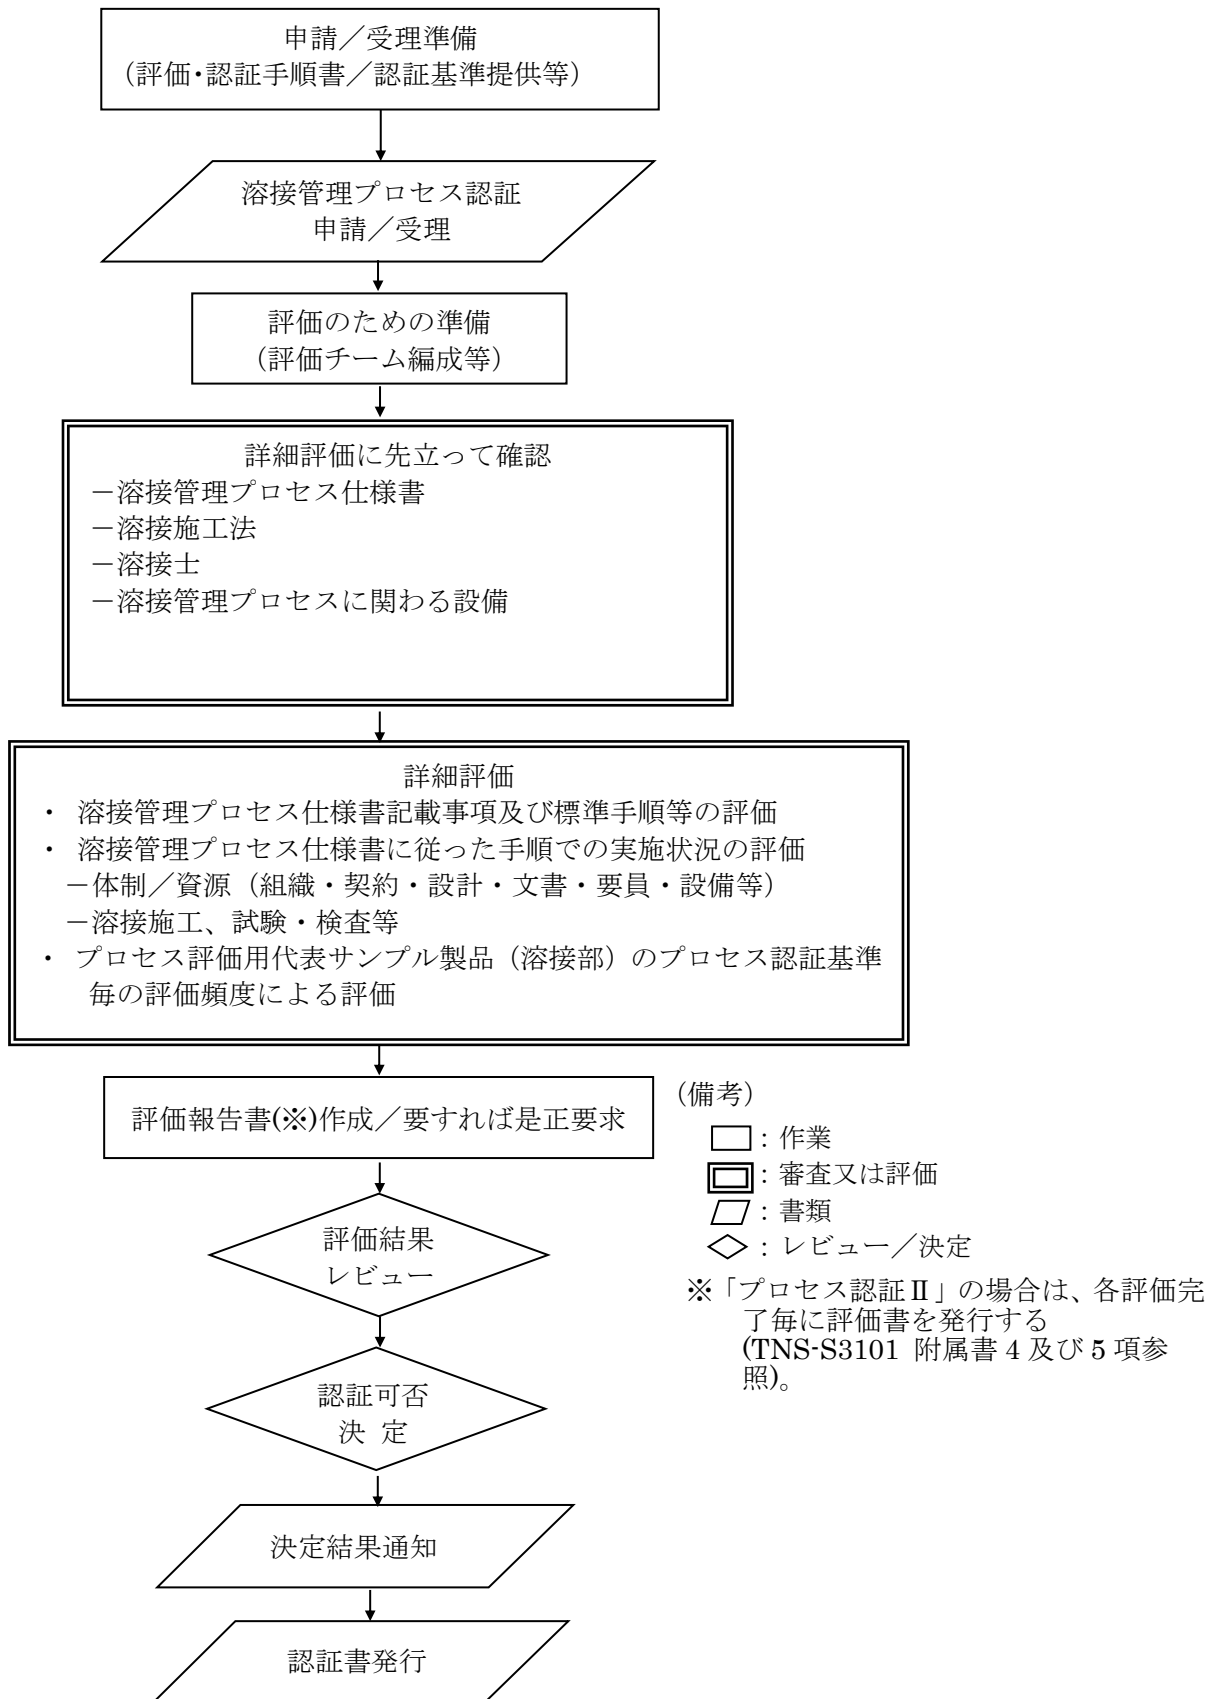 申請／受理準備
（評価・認証手順書／認証基準提供等）
溶接管理プロセス認証
申請／受理
評価のための準備
（評価チーム編成等）
詳細評価に先立って確認
－溶接管理プロセス仕様書
－溶接施工法
－溶接士
－溶接管理プロセスに関わる設備
詳細評価
・ 溶接管理プロセス仕様書記載事項及び標準手順等の評価
・ 溶接管理プロセス仕様書に従った手順での実施状況の評価
－体制／資源（組織・契約・設計・文書・要員・設備等）
－溶接施工、試験・検査等
・ プロセス評価用代表サンプル製品（溶接部）のプロセス認証基準
毎の評価頻度による評価
評価報告書(※)作成／要すれば是正要求
評価結果
レビュー
認証可否
決 定
決定結果通知
認証書発行
（備考）
：作業
：審査又は評価
：書類
：レビュー／決定
※「プロセス認証Ⅱ」の場合は、各評価完
了毎に評価書を発行する
(TNS-S3101 附属書 4 及び 5 項参
照)。